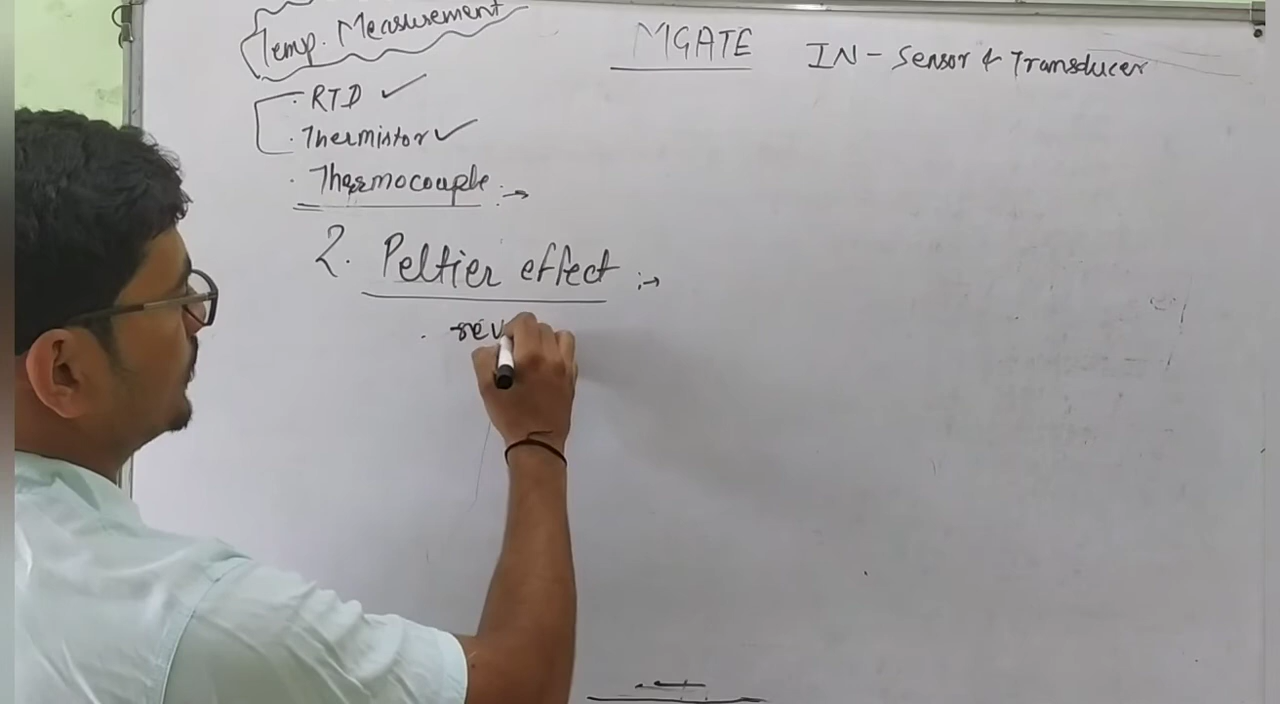 Temp. Measurement
MGATE
IN - Sensor & Transducer
· RTD ✓
· Thermistor ✓
· Thermocouple :→
2. Peltier effect :→
· rev